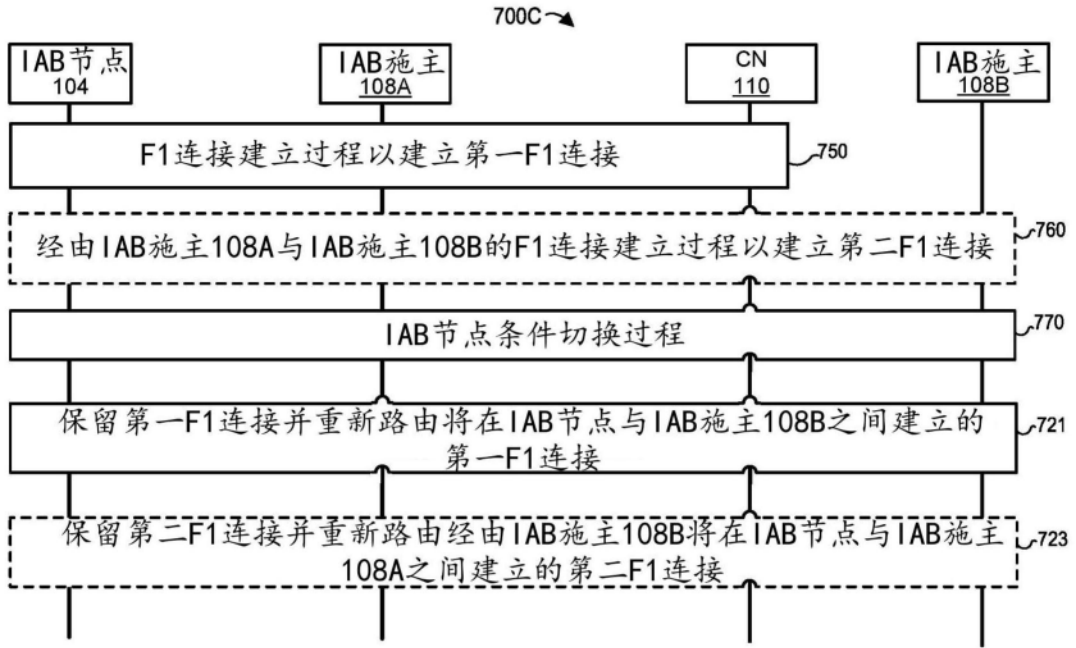 700C
IAB节点
104
IAB施主
108A
CN
110
IAB施主
108B
F1连接建立过程以建立第一F1连接
750
经由IAB施主108A与IAB施主108B的F1连接建立过程以建立第二F1连接
760
IAB节点条件切换过程
770
保留第一F1连接并重新路由将在IAB节点与IAB施主108B之间建立的
第一F1连接
721
保留第二F1连接并重新路由经由IAB施主108B将在IAB节点与IAB施主
108A之间建立的第二F1连接
723